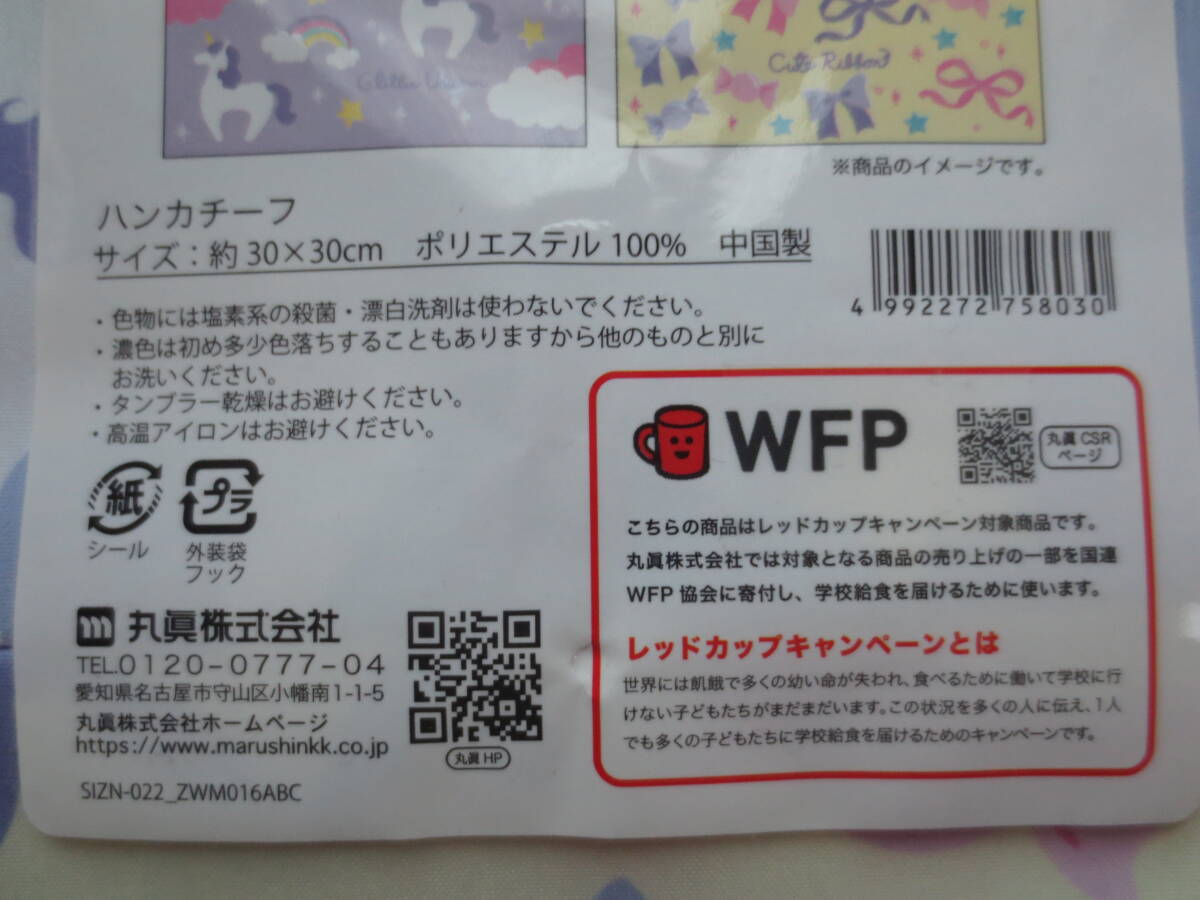 Glitter Unicorn
Cute Ribbon
※商品のイメージです。
ハンカチーフ
サイズ：約30×30cm　ポリエステル100%　中国製
4 992272 758030
・色物には塩素系の殺菌・漂白洗剤は使わないでください。
・濃色は初め多少色落ちすることもありますから他のものと別に
お洗いください。
・タンブラー乾燥はお避けください。
・高温アイロンはお避けください。
紙
シール
プラ
外装袋
フック
m 丸眞株式会社
TEL.0120-0777-04
愛知県名古屋市守山区小幡南1-1-5
丸眞株式会社ホームページ
https://www.marushinkk.co.jp
丸眞HP
SIZN-022_ZWM016ABC
WFP
丸眞CSR
ページ
こちらの商品はレッドカップキャンペーン対象商品です。
丸眞株式会社では対象となる商品の売り上げの一部を国連
WFP協会に寄付し、学校給食を届けるために使います。
レッドカップキャンペーンとは
世界には飢餓で多くの幼い命が失われ、食べるために働いて学校に行
けない子どもたちがまだまだいます。この状況を多くの人に伝え、1人
でも多くの子どもたちに学校給食を届けるためのキャンペーンです。